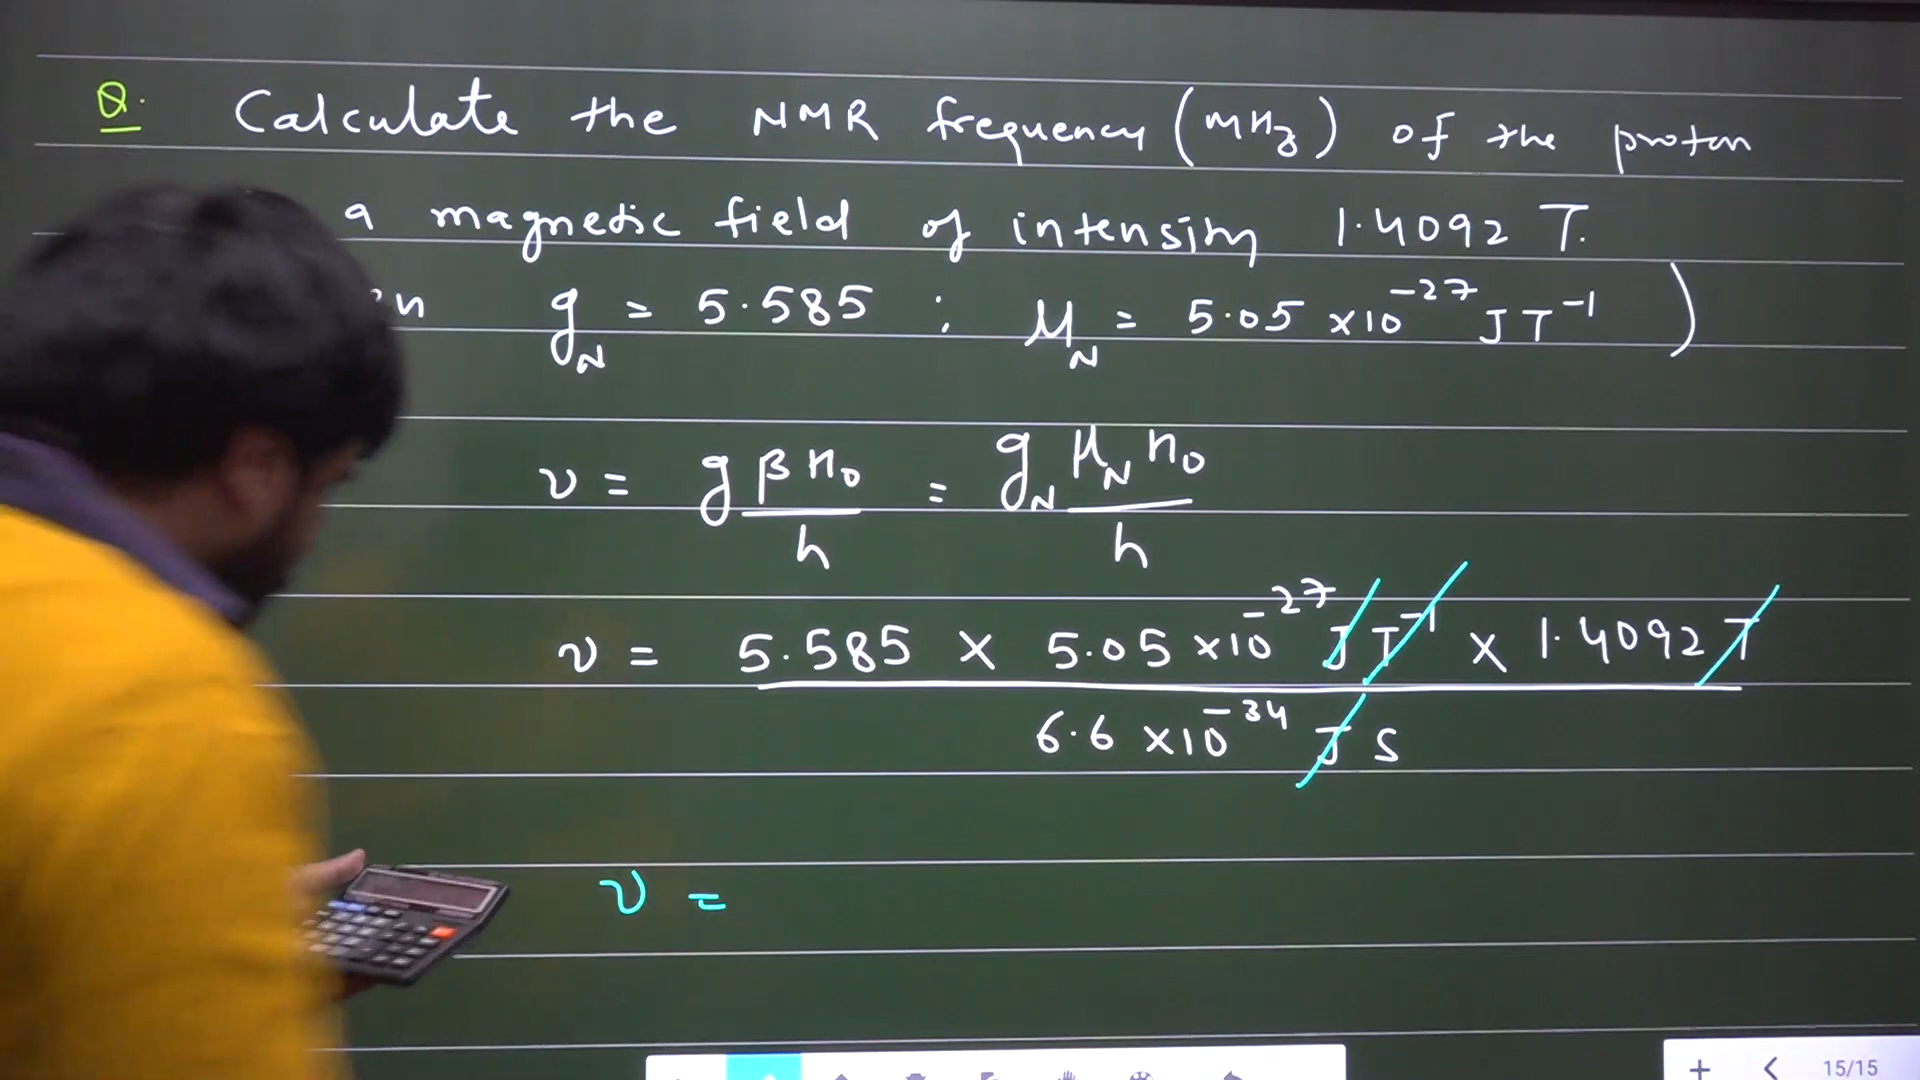 Q. Calculate the NMR frequency (MHz) of the proton
a magnetic field of intensity 1.4092 T.
g_N = 5.585 ; μ_N = 5.05 ×10^-27 J T^-1 )
ν = gβH₀/h = g_N μ_N H₀/h
ν = 5.585 × 5.05 ×10^-27 J T^-1 × 1.4092 T
6.6 ×10^-34 J S
ν =
+ < 15/15